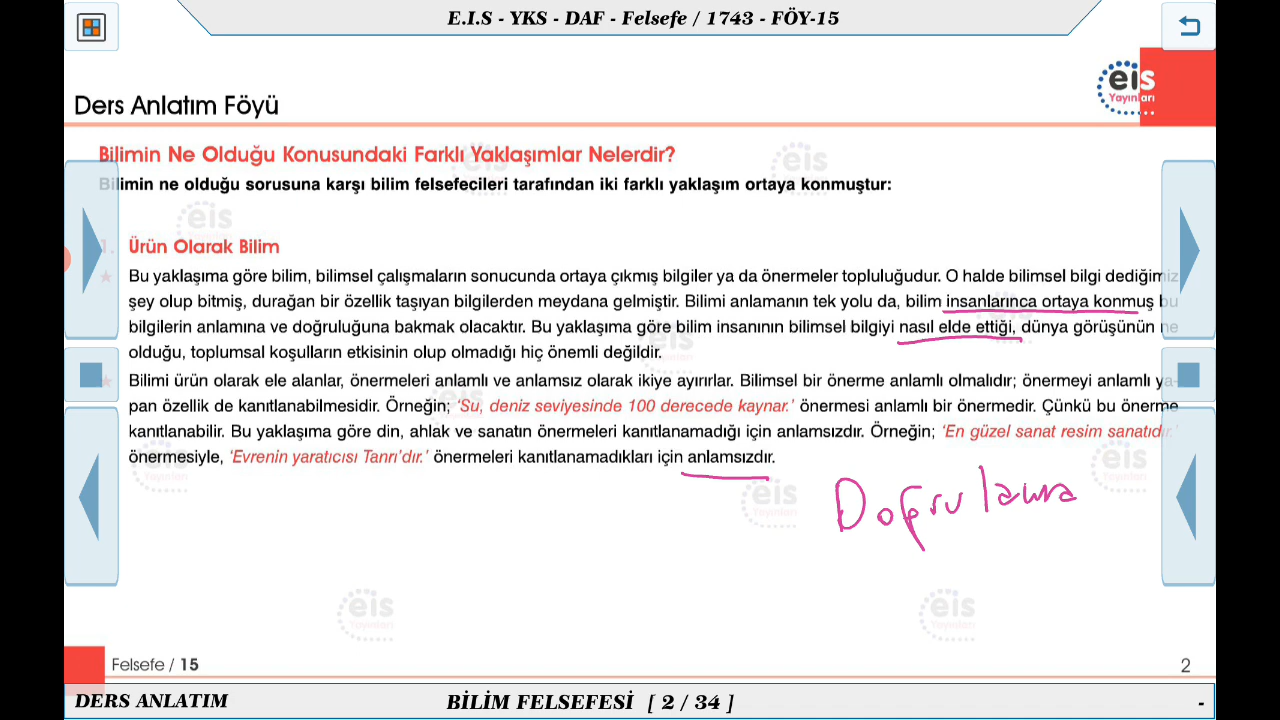 E.I.S - YKS - DAF - Felsefe / 1743 - FÖY-15
eis
Yayınları
Ders Anlatım Föyü
Bilimin Ne Olduğu Konusundaki Farklı Yaklaşımlar Nelerdir?
Bilimin ne olduğu sorusuna karşı bilim felsefecileri tarafından iki farklı yaklaşım ortaya konmuştur:
1. Ürün Olarak Bilim
★ Bu yaklaşıma göre bilim, bilimsel çalışmaların sonucunda ortaya çıkmış bilgiler ya da önermeler topluluğudur. O halde bilimsel bilgi dediğimiz
şey olup bitmiş, durağan bir özellik taşıyan bilgilerden meydana gelmiştir. Bilimi anlamanın tek yolu da, bilim insanlarınca ortaya konmuş bu
bilgilerin anlamına ve doğruluğuna bakmak olacaktır. Bu yaklaşıma göre bilim insanının bilimsel bilgiyi nasıl elde ettiği, dünya görüşünün ne
olduğu, toplumsal koşulların etkisinin olup olmadığı hiç önemli değildir.
★ Bilimi ürün olarak ele alanlar, önermeleri anlamlı ve anlamsız olarak ikiye ayırırlar. Bilimsel bir önerme anlamlı olmalıdır; önermeyi anlamlı ya-
pan özellik de kanıtlanabilmesidir. Örneğin; ‘Su, deniz seviyesinde 100 derecede kaynar.’ önermesi anlamlı bir önermedir. Çünkü bu önerme
kanıtlanabilir. Bu yaklaşıma göre din, ahlak ve sanatın önermeleri kanıtlanamadığı için anlamsızdır. Örneğin; ‘En güzel sanat resim sanatıdır.’
önermesiyle, ‘Evrenin yaratıcısı Tanrı’dır.’ önermeleri kanıtlanamadıkları için anlamsızdır.
Doğrulama
Felsefe / 15
2
DERS ANLATIM
BİLİM FELSEFESİ [ 2 / 34 ]
-